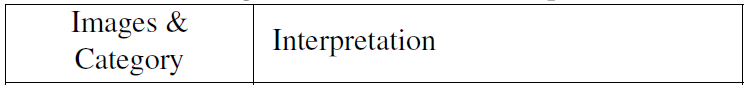 Images &
Category
Interpretation